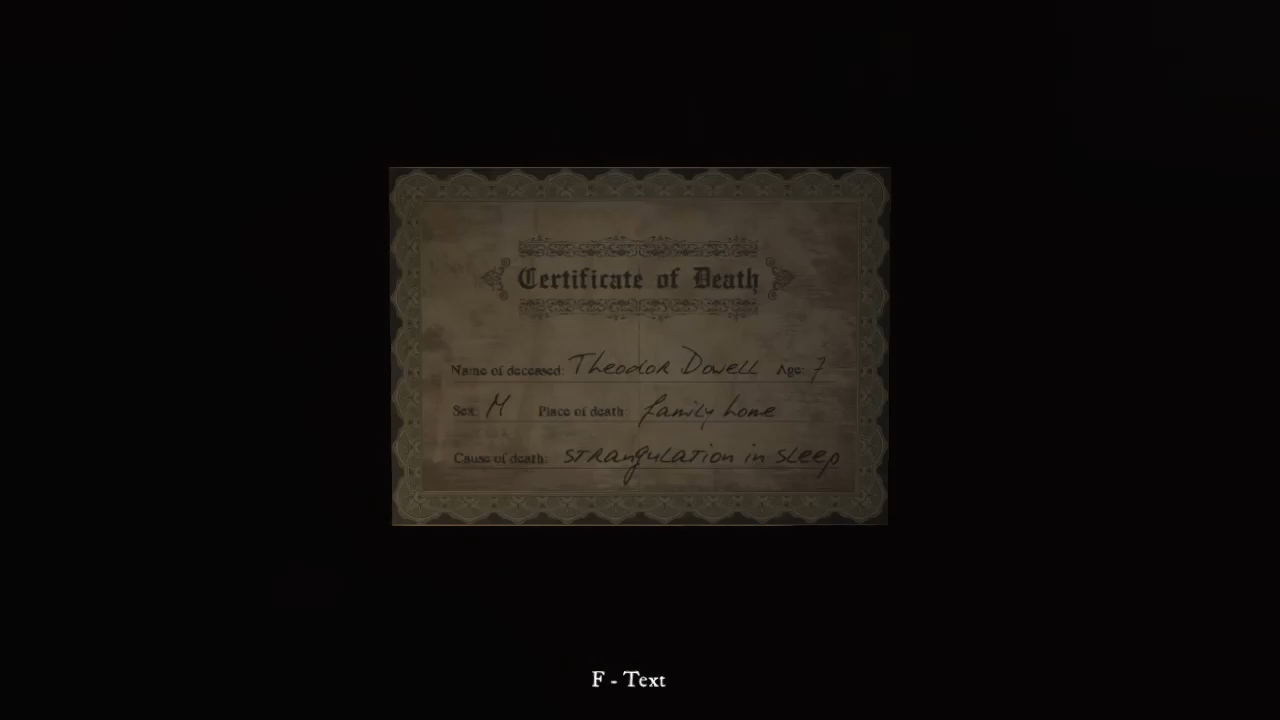 Certificate of Death
Name of deceased: Theodor Dowell Age: 7
Sex: M Place of death: family home
Cause of death: strangulation in sleep
F - Text